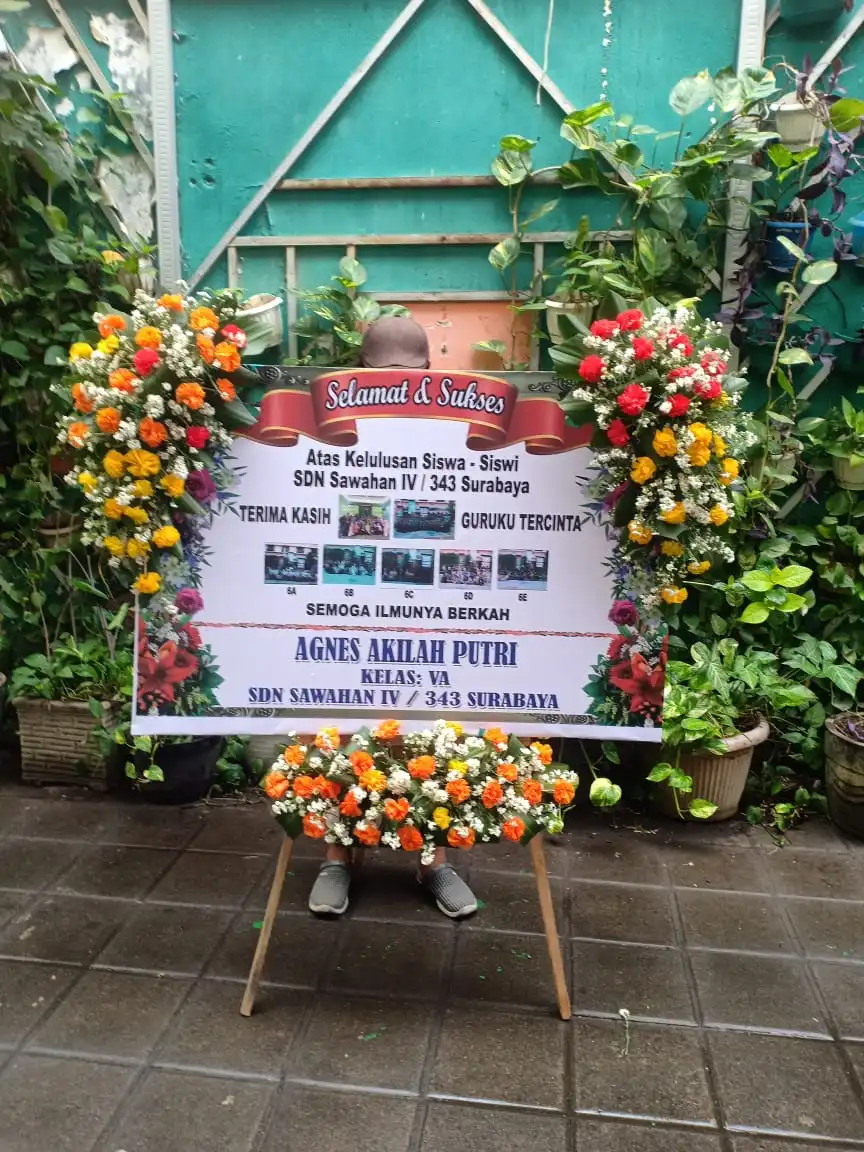 Selamat & Sukses
Atas Kelulusan Siswa - Siswi
SDN Sawahan IV / 343 Surabaya
TERIMA KASIH GURUKU TERCINTA
6A 6B 6C 6D 6E
SEMOGA ILMUNYA BERKAH
AGNES AKILAH PUTRI
KELAS: VA
SDN SAWAHAN IV / 343 SURABAYA